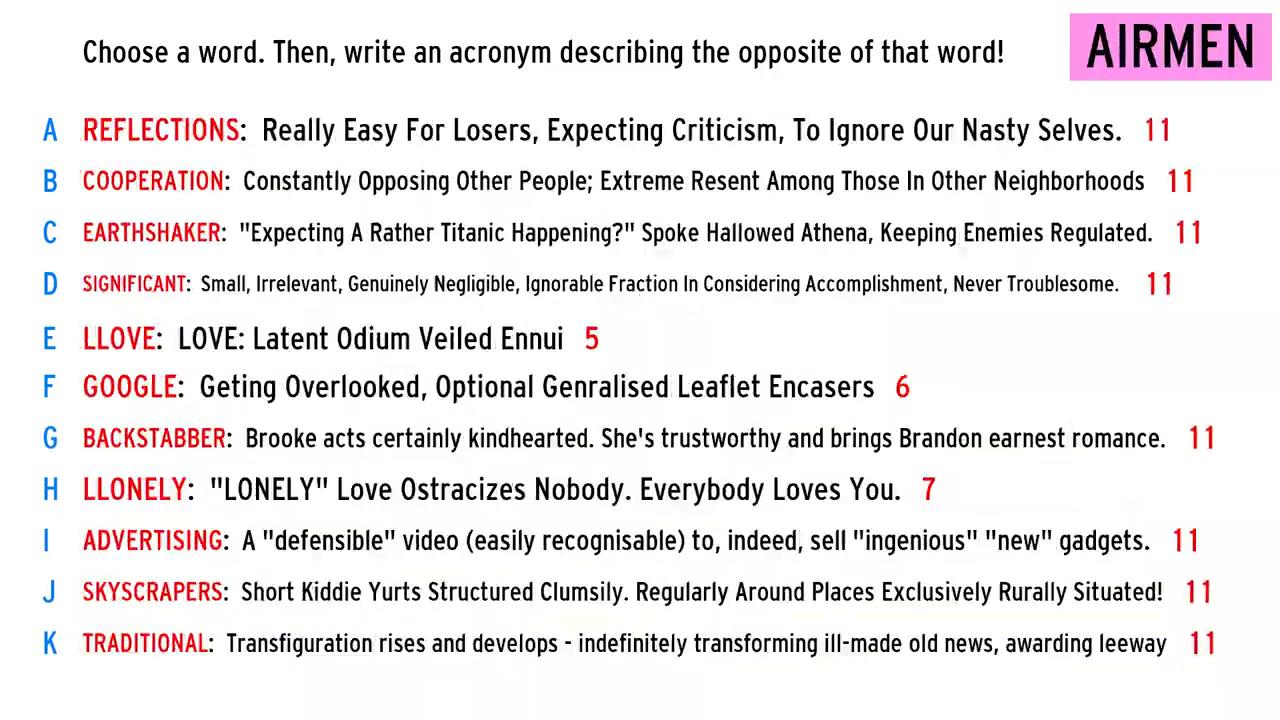 Choose a word. Then, write an acronym describing the opposite of that word!
AIRMEN
A REFLECTIONS: Really Easy For Losers, Expecting Criticism, To Ignore Our Nasty Selves. 11
B COOPERATION: Constantly Opposing Other People; Extreme Resent Among Those In Other Neighborhoods 11
C EARTHSHAKER: "Expecting A Rather Titanic Happening?" Spoke Hallowed Athena, Keeping Enemies Regulated. 11
D SIGNIFICANT: Small, Irrelevant, Genuinely Negligible, Ignorable Fraction In Considering Accomplishment, Never Troublesome. 11
E LLOVE: LOVE: Latent Odium Veiled Ennui 5
F GOOGLE: Geting Overlooked, Optional Genralised Leaflet Encasers 6
G BACKSTABBER: Brooke acts certainly kindhearted. She's trustworthy and brings Brandon earnest romance. 11
H LLONELY: "LONELY" Love Ostracizes Nobody. Everybody Loves You. 7
I ADVERTISING: A "defensible" video (easily recognisable) to, indeed, sell "ingenious" "new" gadgets. 11
J SKYSCRAPERS: Short Kiddie Yurts Structured Clumsily. Regularly Around Places Exclusively Rurally Situated! 11
K TRADITIONAL: Transfiguration rises and develops - indefinitely transforming ill-made old news, awarding leeway 11